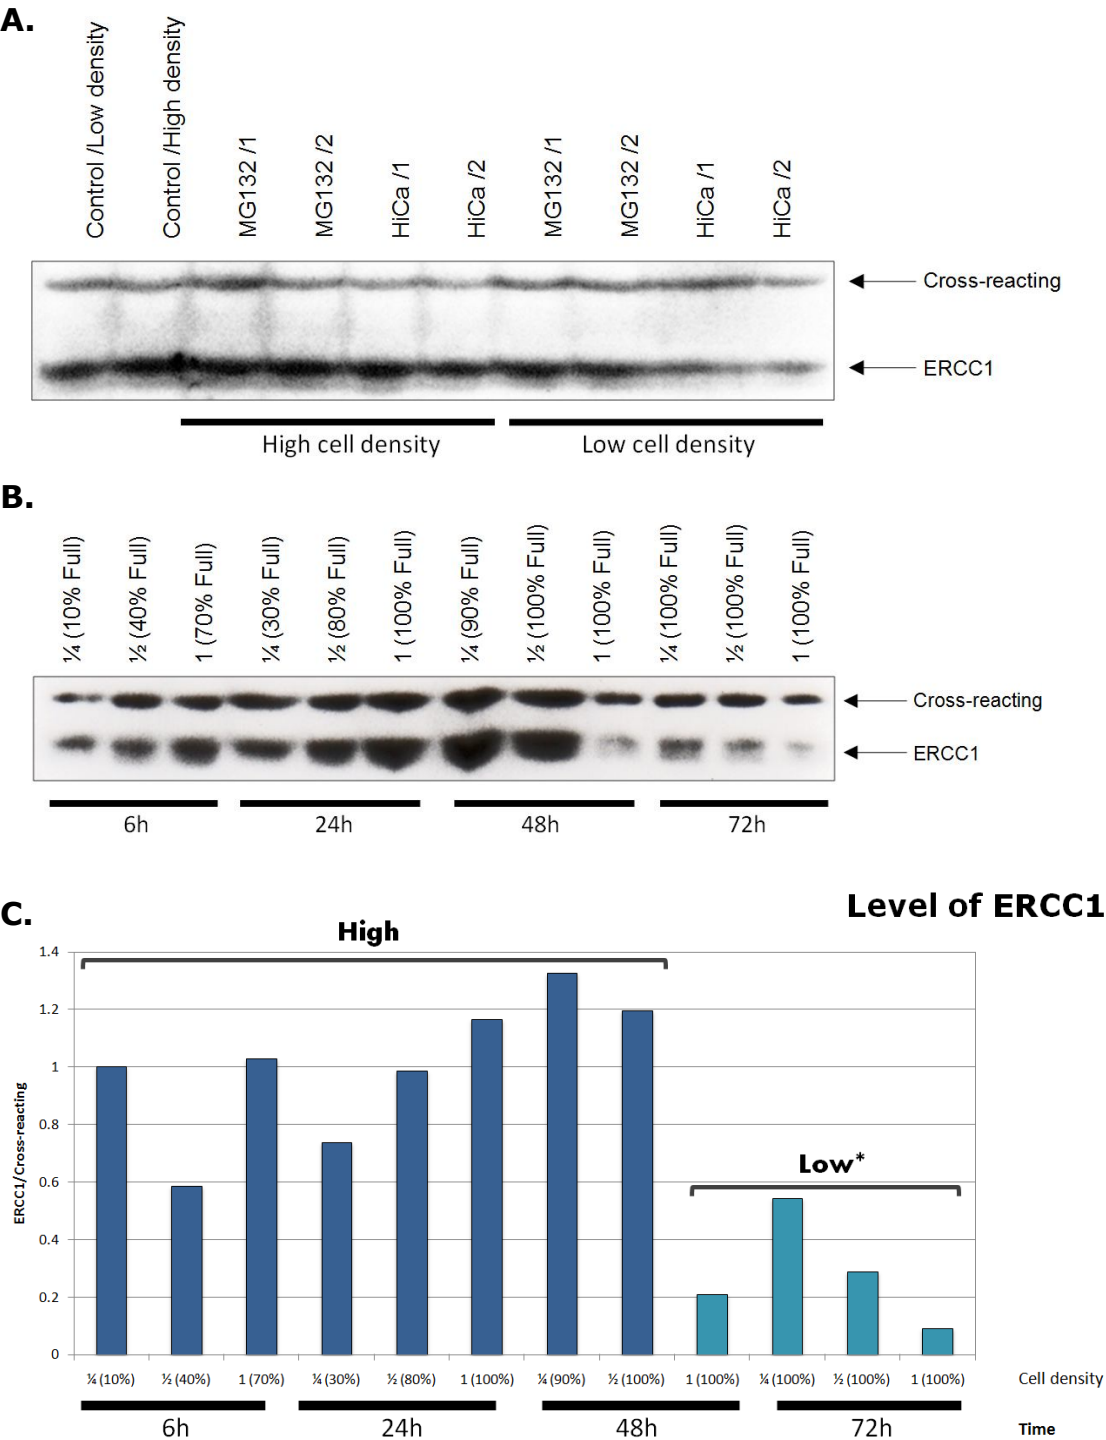 A.
Control /Low density
Control /High density
MG132 /1
MG132 /2
HiCa /1
HiCa /2
MG132 /1
MG132 /2
HiCa /1
HiCa /2
Cross-reacting
ERCC1
High cell density
Low cell density
B.
¼ (10% Full)
½ (40% Full)
1 (70% Full)
¼ (30% Full)
½ (80% Full)
1 (100% Full)
¼ (90% Full)
½ (100% Full)
1 (100% Full)
¼ (100% Full)
½ (100% Full)
1 (100% Full)
Cross-reacting
ERCC1
6h
24h
48h
72h
C.
Level of ERCC1
High
Low*
ERCC1/Cross-reacting
1.4
1.2
1
0.8
0.6
0.4
0.2
0
¼ (10%)
½ (40%)
1 (70%)
¼ (30%)
½ (80%)
1 (100%)
¼ (90%)
½ (100%)
1 (100%)
¼ (100%)
½ (100%)
1 (100%)
Cell density
6h
24h
48h
72h
Time